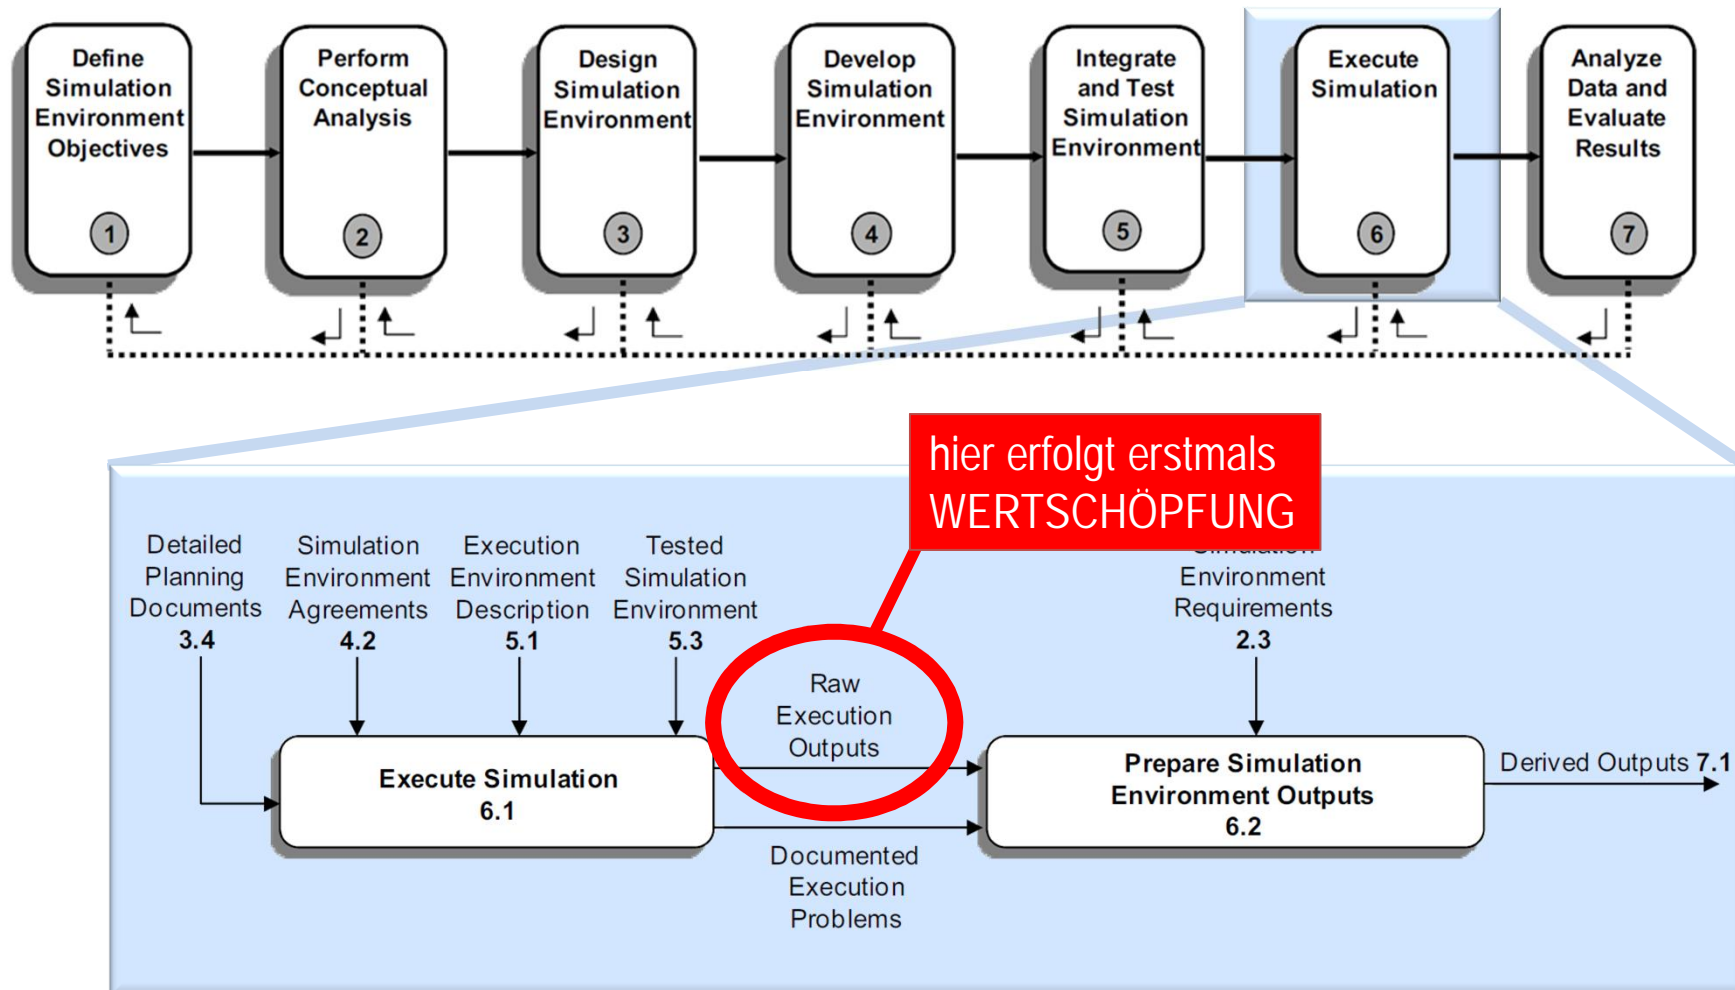 Define
Simulation
Environment
Objectives
1
Perform
Conceptual
Analysis
2
Design
Simulation
Environment
3
Develop
Simulation
Environment
4
Integrate
and Test
Simulation
Environment
5
Execute
Simulation
6
Analyze
Data and
Evaluate
Results
7
hier erfolgt erstmals
WERTSCHÖPFUNG
Detailed
Planning
Documents
3.4
Simulation
Environment
Agreements
4.2
Execution
Environment
Description
5.1
Tested
Simulation
Environment
5.3
Simulation
Environment
Requirements
2.3
Raw
Execution
Outputs
Execute Simulation
6.1
Prepare Simulation
Environment Outputs
6.2
Derived Outputs 7.1
Documented
Execution
Problems